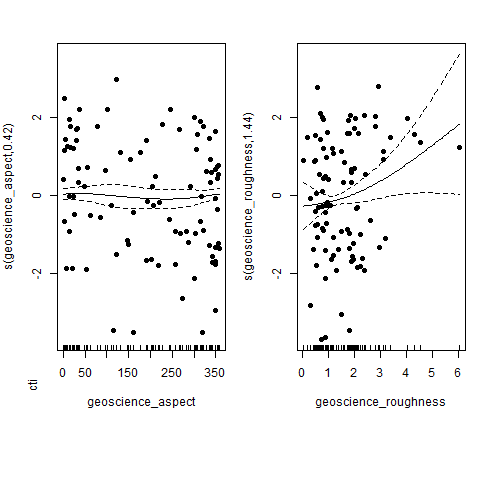 s(geoscience_aspect,0.42)
2
0
-2
0 50 150 250 350
geoscience_aspect
s(geoscience_roughness,1.44)
2
0
-2
0 1 2 3 4 5 6
geoscience_roughness
cti